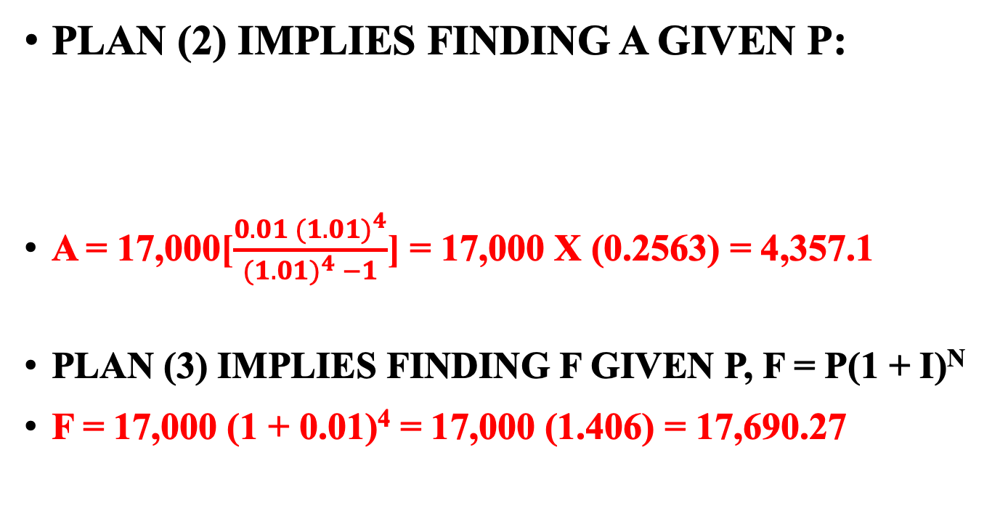 • PLAN (2) IMPLIES FINDING A GIVEN P:
• A = 17,000[\frac{0.01 (1.01)^4}{(1.01)^4 −1}] = 17,000 X (0.2563) = 4,357.1
• PLAN (3) IMPLIES FINDING F GIVEN P, F = P(1 + I)^N
• F = 17,000 (1 + 0.01)^4 = 17,000 (1.406) = 17,690.27